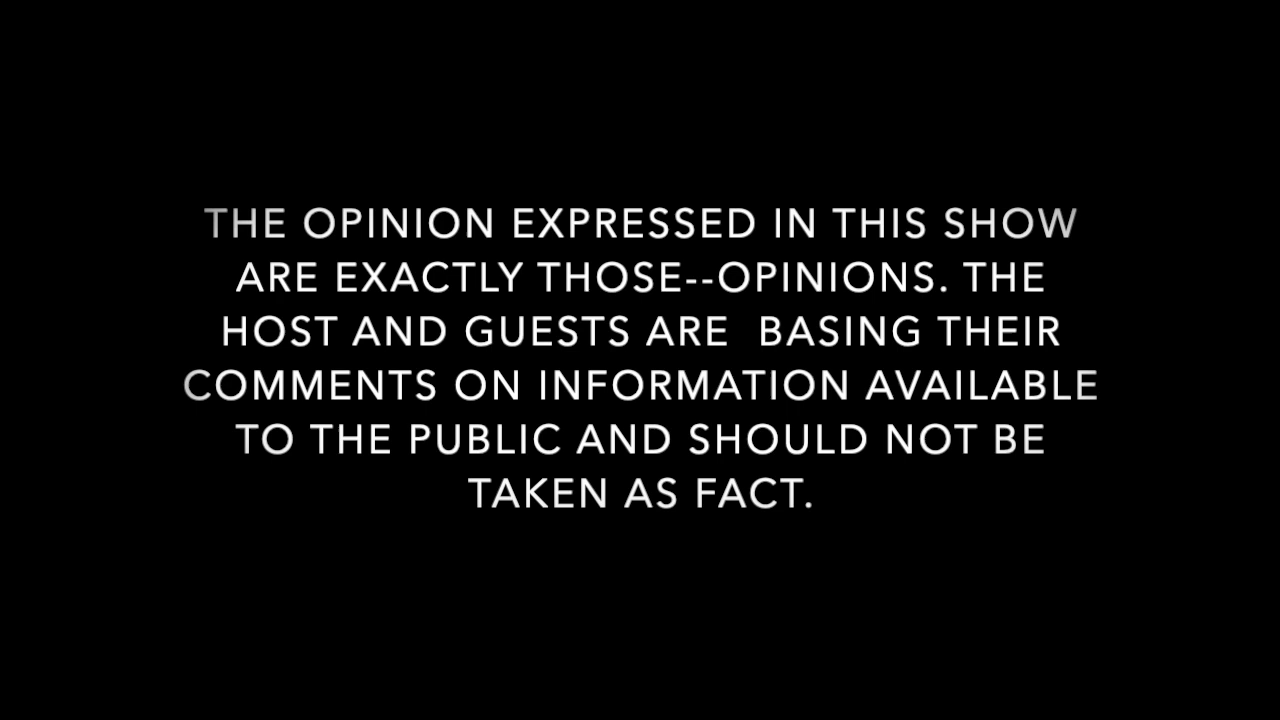 THE OPINION EXPRESSED IN THIS SHOW
ARE EXACTLY THOSE--OPINIONS. THE
HOST AND GUESTS ARE  BASING THEIR
COMMENTS ON INFORMATION AVAILABLE
TO THE PUBLIC AND SHOULD NOT BE
TAKEN AS FACT.